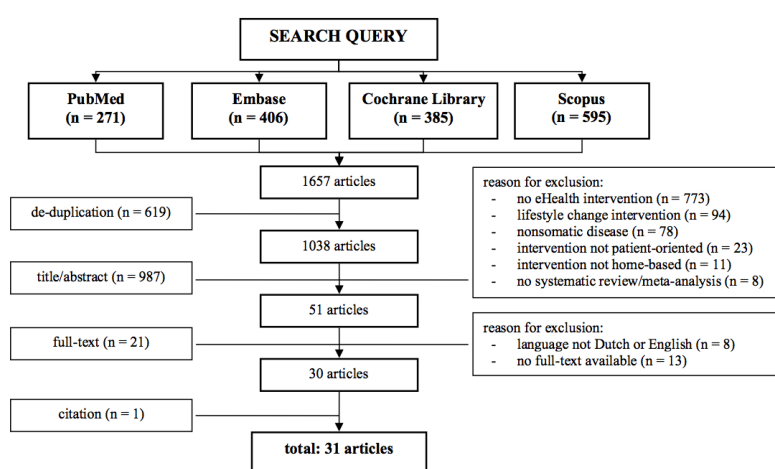 SEARCH QUERY
PubMed
(n = 271)
Embase
(n = 406)
Cochrane Library
(n = 385)
Scopus
(n = 595)
1657 articles
de-duplication (n = 619)
1038 articles
title/abstract (n = 987)
reason for exclusion:
- no eHealth intervention (n = 773)
- lifestyle change intervention (n = 94)
- nonsomatic disease (n = 78)
- intervention not patient-oriented (n = 23)
- intervention not home-based (n = 11)
- no systematic review/meta-analysis (n = 8)
51 articles
full-text (n = 21)
reason for exclusion:
- language not Dutch or English (n = 8)
- no full-text available (n = 13)
30 articles
citation (n = 1)
total: 31 articles